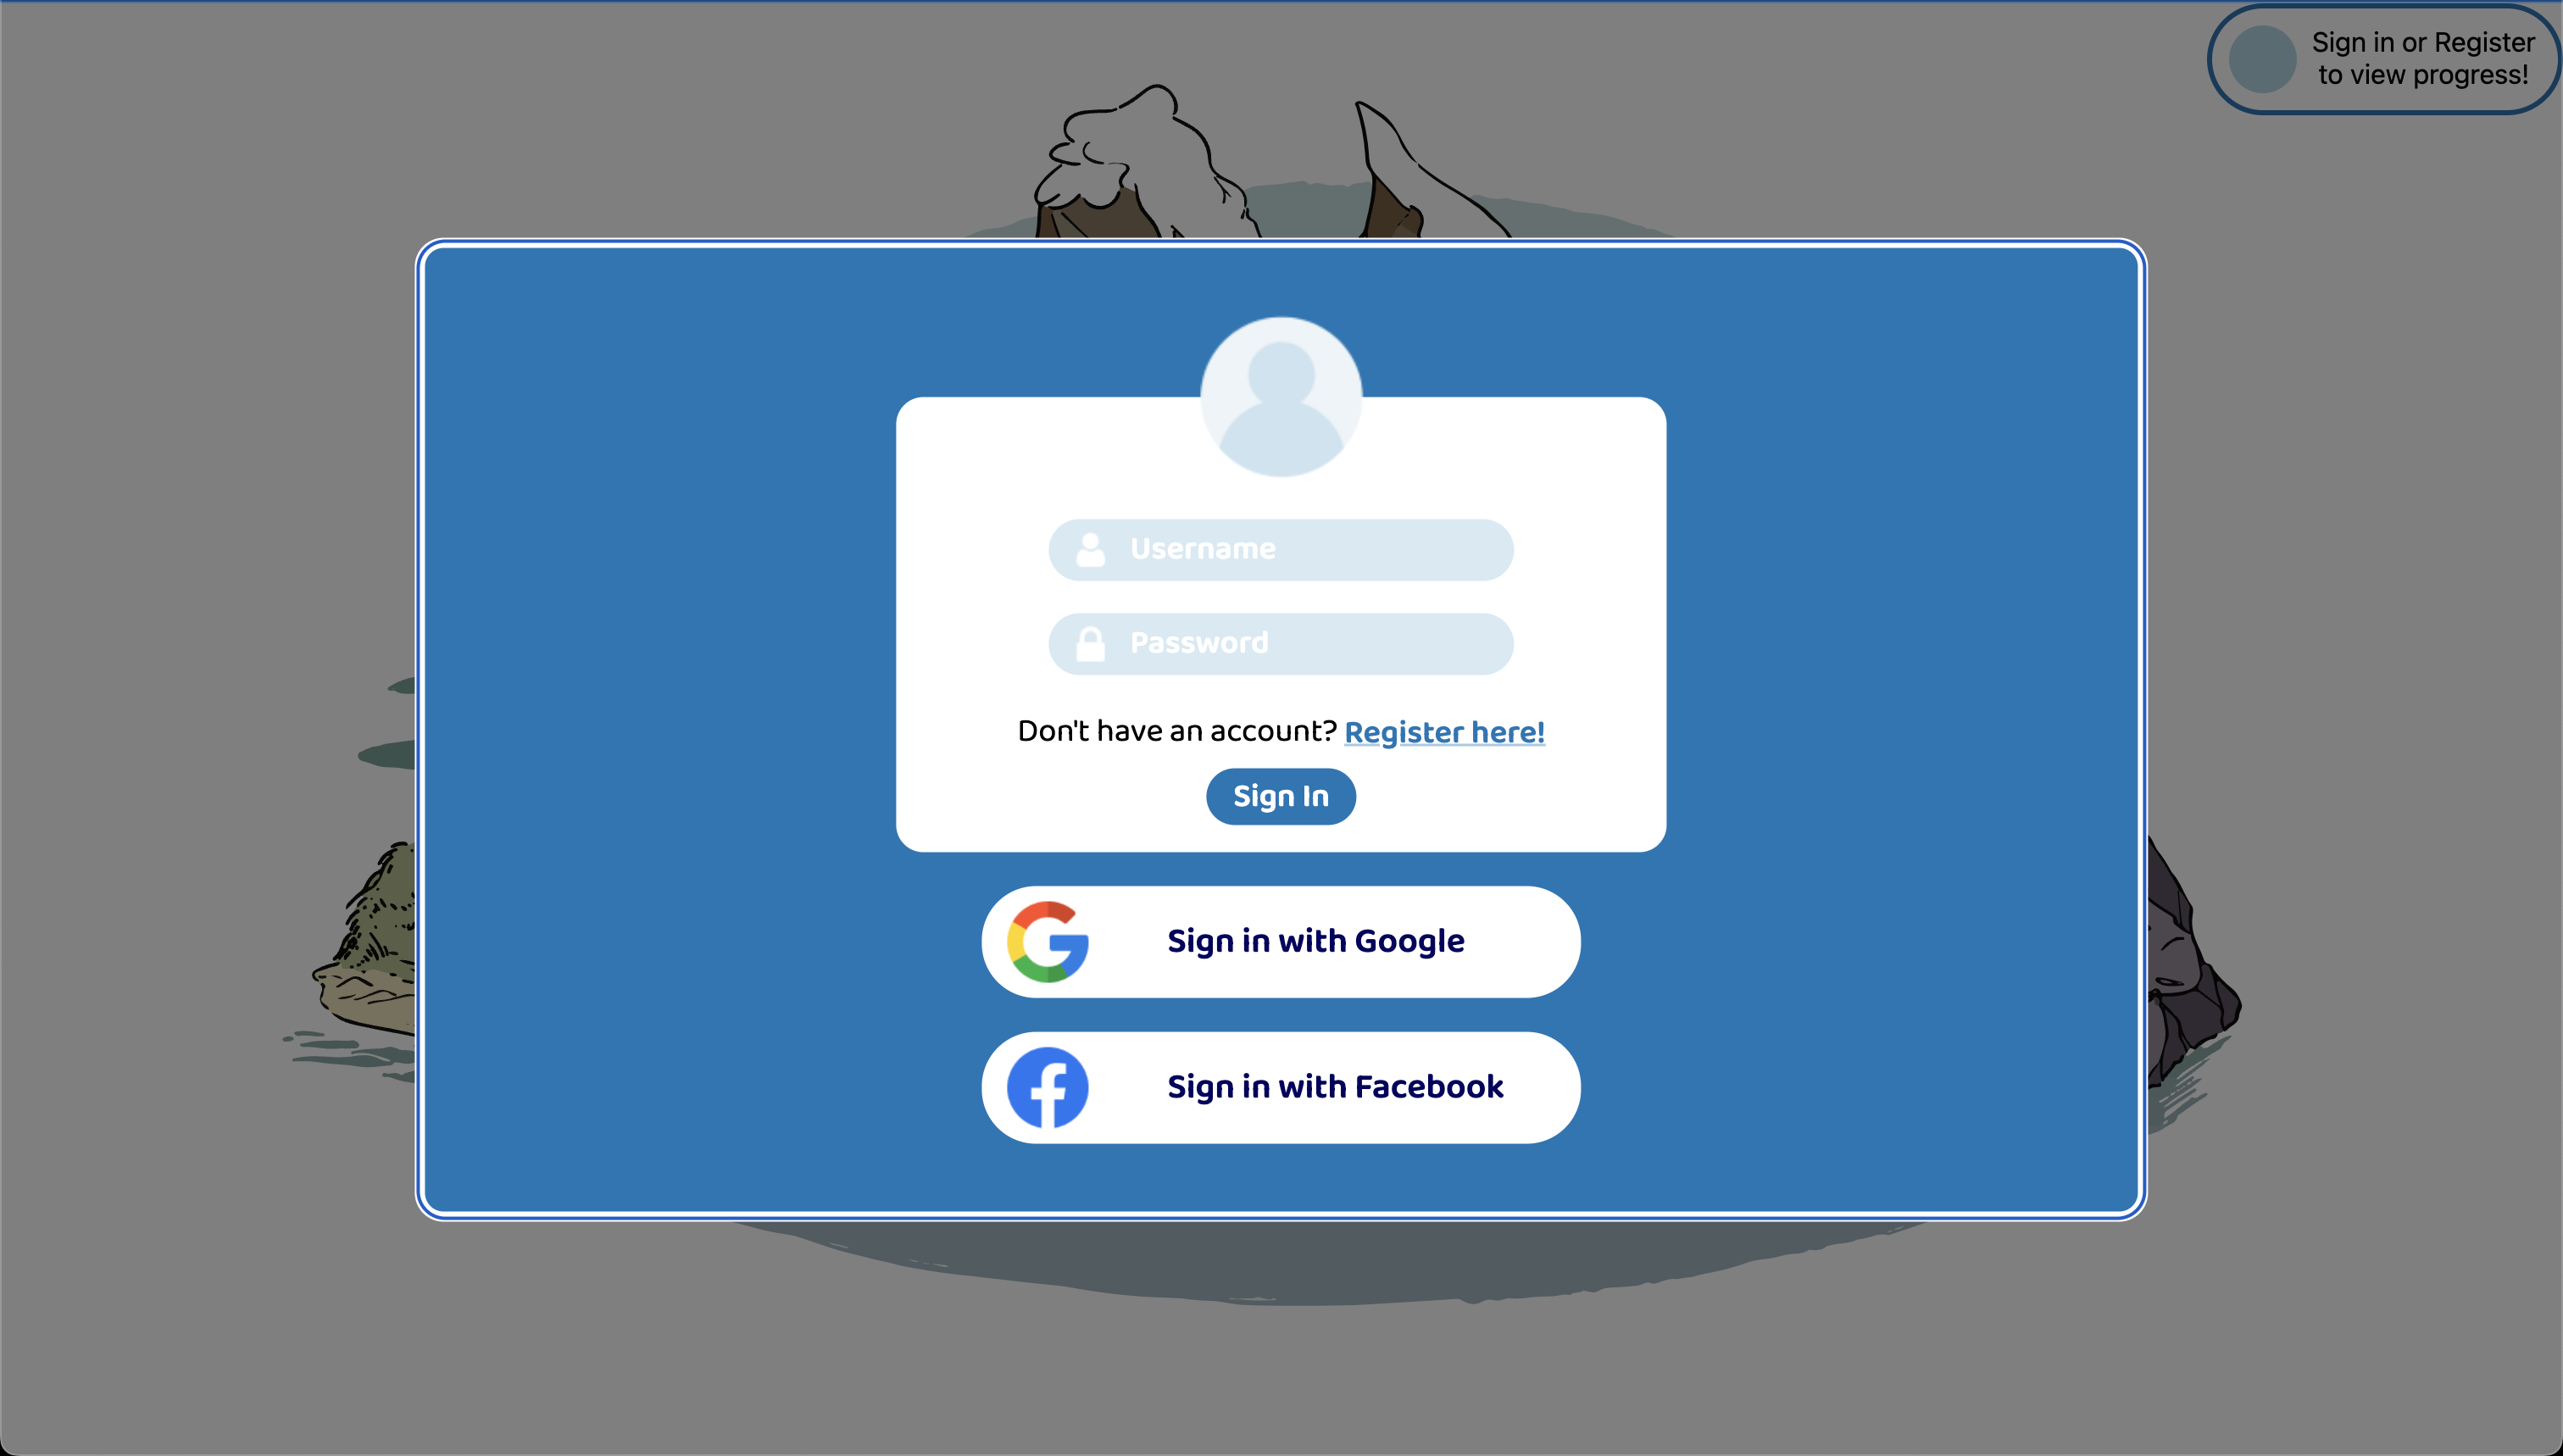 Sign in or Register
to view progress!
Username
Password
Don't have an account? Register here!
Sign In
Sign in with Google
Sign in with Facebook